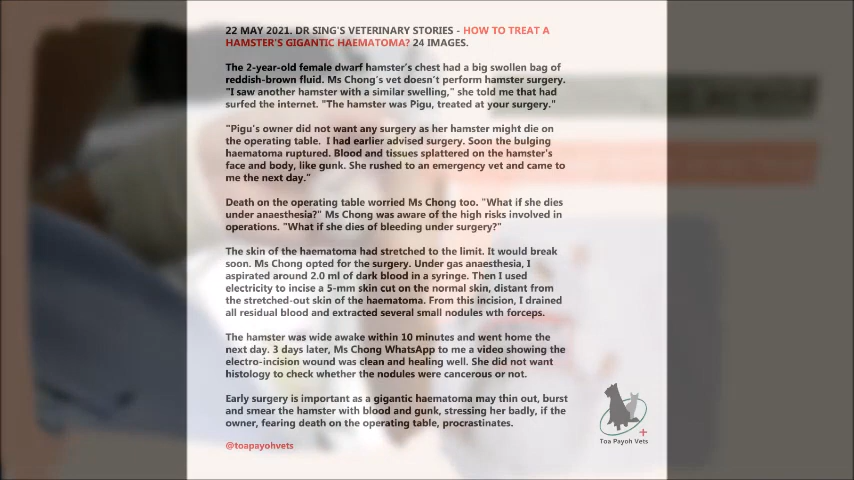 22 MAY 2021. DR SING'S VETERINARY STORIES - HOW TO TREAT A
HAMSTER'S GIGANTIC HAEMATOMA? 24 IMAGES.
The 2-year-old female dwarf hamster's chest had a big swollen bag of
reddish-brown fluid. Ms Chong's vet doesn't perform hamster surgery.
"I saw another hamster with a similar swelling," she told me that had
surfed the internet. "The hamster was Pigu, treated at your surgery."
"Pigu's owner did not want any surgery as her hamster might die on
the operating table. I had earlier advised surgery. Soon the bulging
haematoma ruptured. Blood and tissues splattered on the hamster's
face and body, like gunk. She rushed to an emergency vet and came to
me the next day."
Death on the operating table worried Ms Chong too. "What if she dies
under anaesthesia?" Ms Chong was aware of the high risks involved in
operations. "What if she dies of bleeding under surgery?"
The skin of the haematoma had stretched to the limit. It would break
soon. Ms Chong opted for the surgery. Under gas anaesthesia, I
aspirated around 2.0 ml of dark blood in a syringe. Then I used
electricity to incise a 5-mm skin cut on the normal skin, distant from
the stretched-out skin of the haematoma. From this incision, I drained
all residual blood and extracted several small nodules wth forceps.
The hamster was wide awake within 10 minutes and went home the
next day. 3 days later, Ms Chong WhatsApp to me a video showing the
electro-incision wound was clean and healing well. She did not want
histology to check whether the nodules were cancerous or not.
Early surgery is important as a gigantic haematoma may thin out, burst
and smear the hamster with blood and gunk, stressing her badly, if the
owner, fearing death on the operating table, procrastinates.
@toapayohvets
Toa Payoh Vets